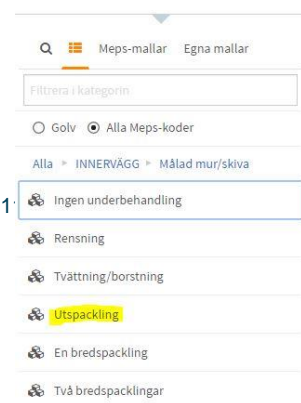 Meps-mallar Egna mallar
Filtrera i kategorin
Golv Alla Meps-koder
Alla INNERVÄGG Målad mur/skiva
1
Ingen underbehandling
Rensning
Tvättning/borstning
Utspackling
En bredspackling
Två bredspacklingar